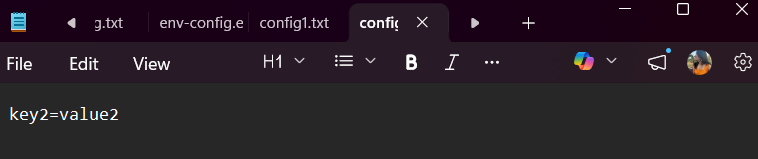 g.txt env-config.e config1.txt config
File Edit View H1 B I
key2=value2